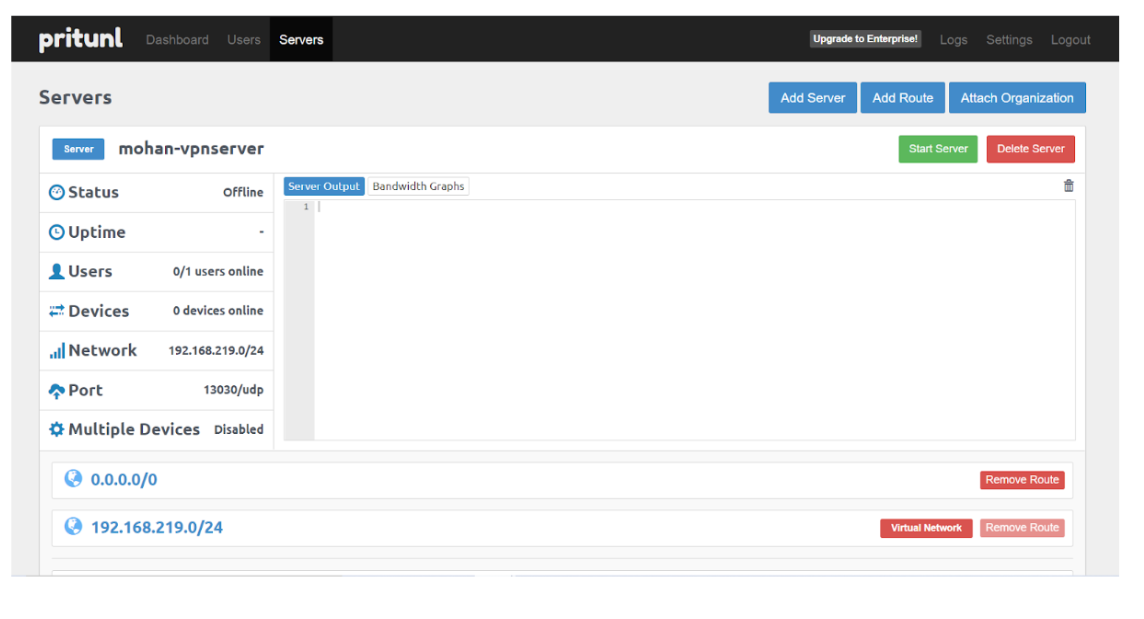 pritunl Dashboard Users Servers Upgrade to Enterprise! Logs Settings Logout
Servers Add Server Add Route Attach Organization
Server mohan-vpnserver Start Server Delete Server
Status Offline Server Output Bandwidth Graphs
1
Uptime -
Users 0/1 users online
Devices 0 devices online
Network 192.168.219.0/24
Port 13030/udp
Multiple Devices Disabled
0.0.0.0/0 Remove Route
192.168.219.0/24 Virtual Network Remove Route